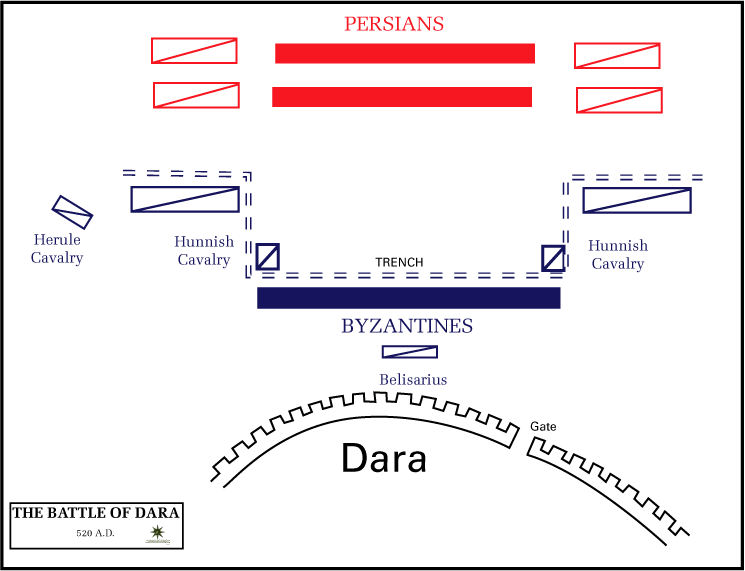 PERSIANS
Herule
Cavalry
Hunnish
Cavalry
TRENCH
Hunnish
Cavalry
BYZANTINES
Belisarius
Gate
Dara
THE BATTLE OF DARA
520 A.D.